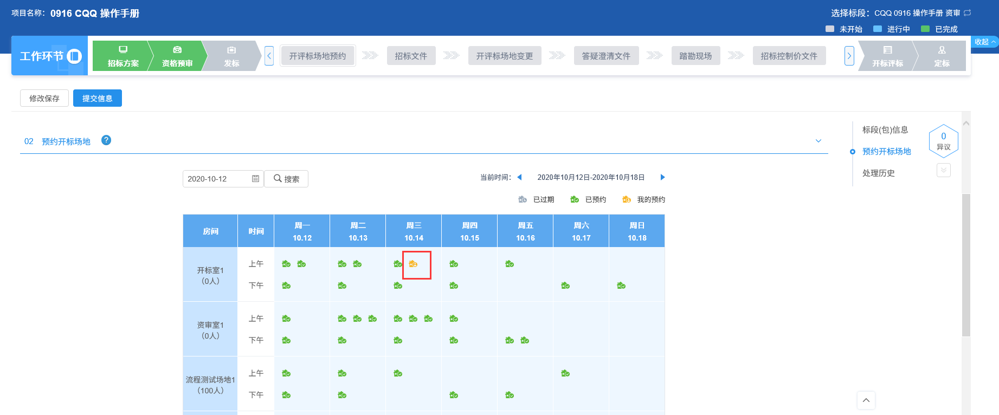 项目名称： 0916 CQQ 操作手册
选择标段： CQQ 0916 操作手册 资审
未开始 进行中 已完成
收起
工作环节
招标方案
资格预审
发标
开评标场地预约
招标文件
开评标场地变更
答疑澄清文件
踏勘现场
招标控制价文件
开标评标
定标
修改保存 提交信息
02 预约开标场地 ?
标段(包)信息
预约开标场地
处理历史
0
异议
2020-10-12 搜索
当前时间： 2020年10月12日-2020年10月18日
已过期 已预约 我的预约
房间 时间 周一 周二 周三 周四 周五 周六 周日
10.12 10.13 10.14 10.15 10.16 10.17 10.18
开标室1
（0人）
上午
下午
资审室1
（0人）
上午
下午
流程测试场地1
（100人）
上午
下午